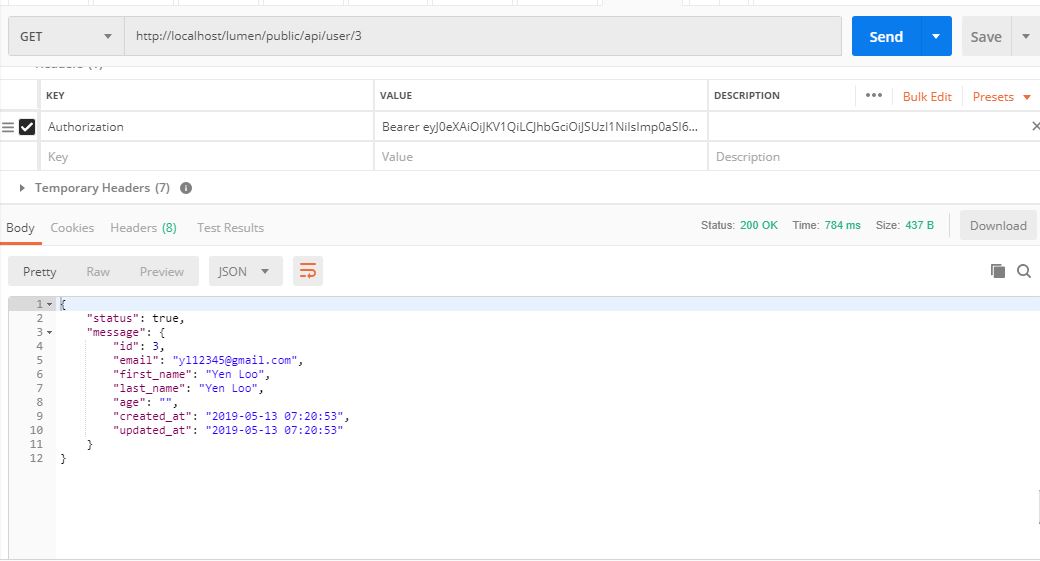 GET http://localhost/lumen/public/api/user/3 Send Save
KEY VALUE DESCRIPTION ••• Bulk Edit Presets
Authorization Bearer eyJ0eXAiOiJKV1QiLCJhbGciOiJSUzI1NiIsImp0aSI6...
Key Value Description
Temporary Headers (7)
Body Cookies Headers (8) Test Results Status: 200 OK Time: 784 ms Size: 437 B Download
Pretty Raw Preview JSON
1 {
2 "status": true,
3 "message": {
4 "id": 3,
5 "email": "yl12345@gmail.com",
6 "first_name": "Yen Loo",
7 "last_name": "Yen Loo",
8 "age": "",
9 "created_at": "2019-05-13 07:20:53",
10 "updated_at": "2019-05-13 07:20:53"
11 }
12 }